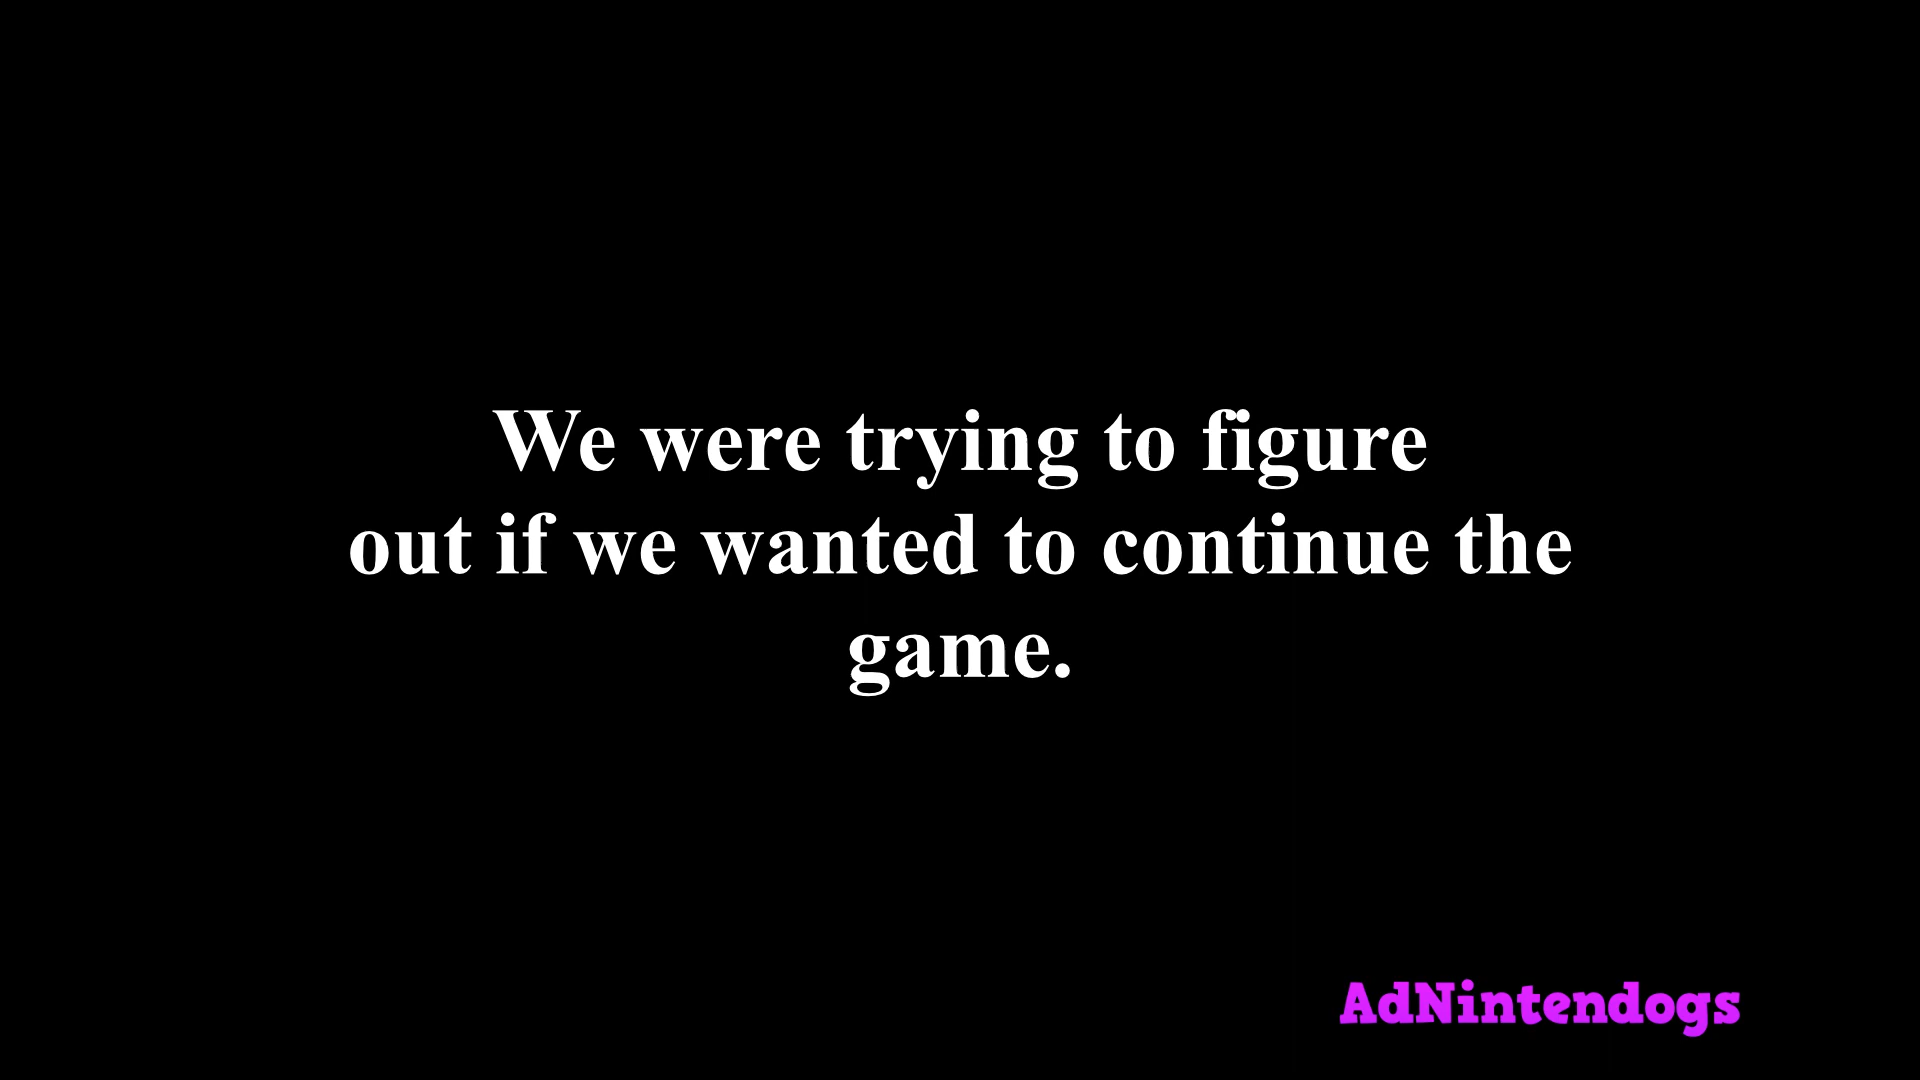 We were trying to figure
out if we wanted to continue the
game.
AdNintendogs